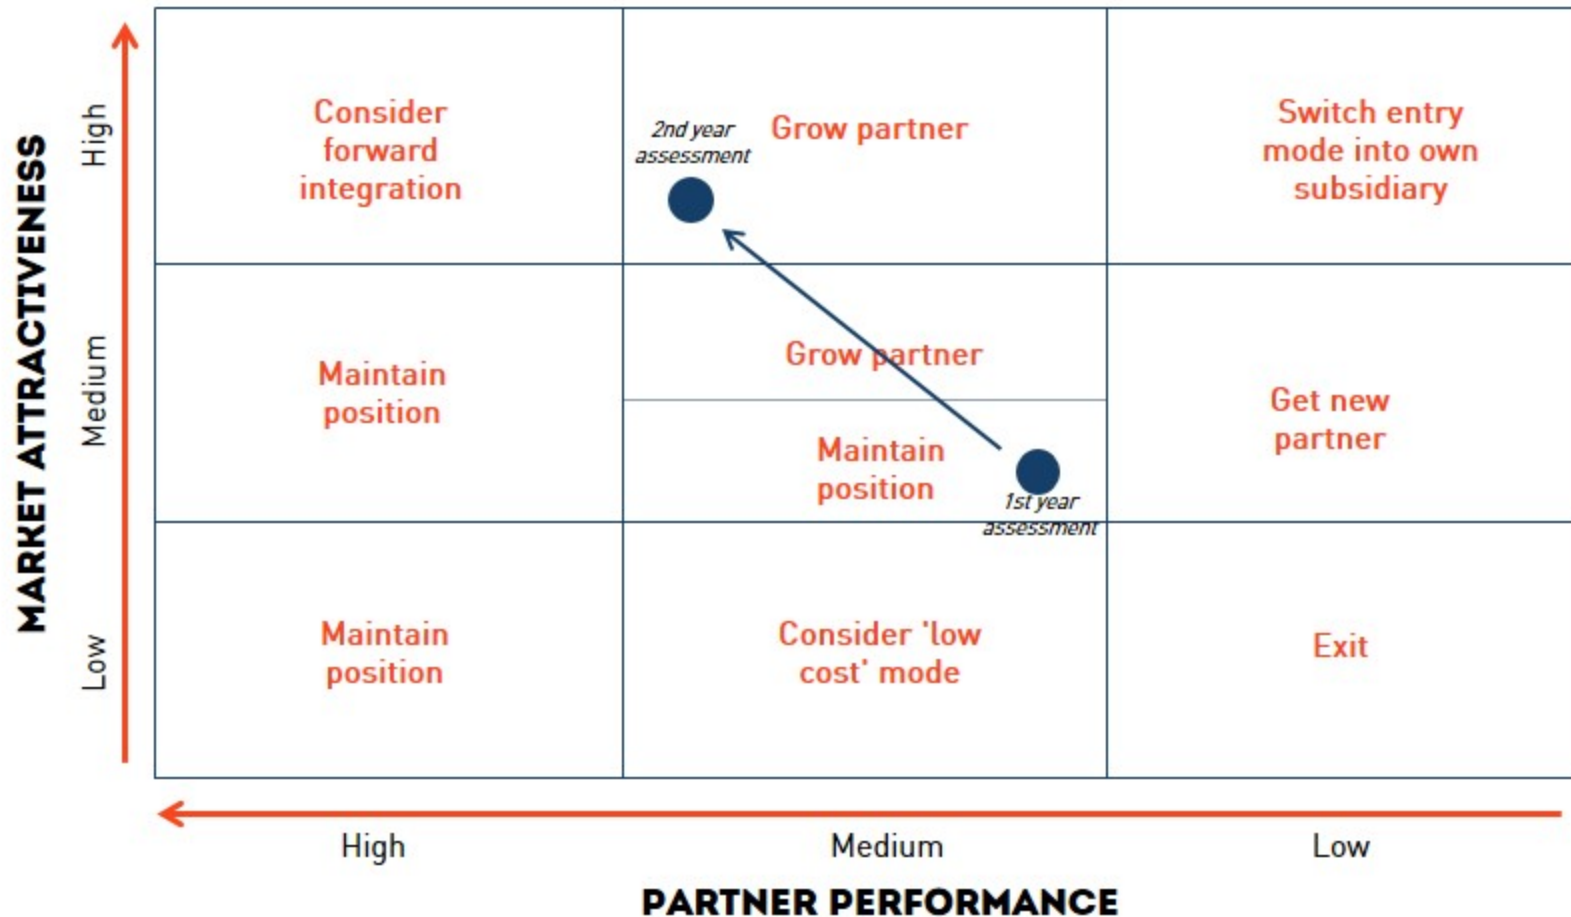 MARKET ATTRACTIVENESS
High
Medium
Low
Consider
forward
integration
2nd year
assessment
Grow partner
Switch entry
mode into own
subsidiary
Maintain
position
Grow partner
Maintain
position
1st year
assessment
Get new
partner
Maintain
position
Consider 'low
cost' mode
Exit
High
Medium
Low
PARTNER PERFORMANCE